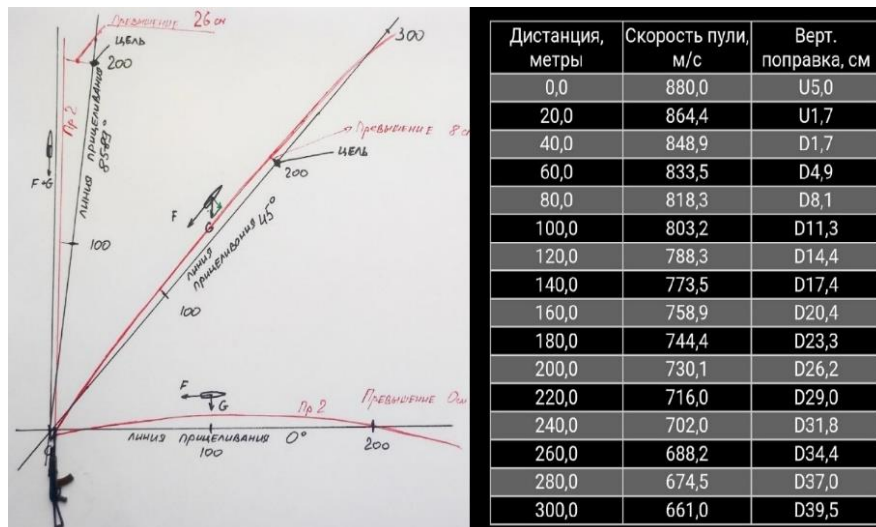 Превышение 26 см
цель
200
300
Пр 2
линия прицеливания
85-89°
Превышение 8 с
цель
200
F+G
F
G
линия прицеливания 45°
100
100
F
G
Пр 2
Превышение 0см
0
линия прицеливания 0°
100
200
Дистанция, метры Скорость пули, м/с Верт. поправка, см
0,0 880,0 U5,0
20,0 864,4 U1,7
40,0 848,9 D1,7
60,0 833,5 D4,9
80,0 818,3 D8,1
100,0 803,2 D11,3
120,0 788,3 D14,4
140,0 773,5 D17,4
160,0 758,9 D20,4
180,0 744,4 D23,3
200,0 730,1 D26,2
220,0 716,0 D29,0
240,0 702,0 D31,8
260,0 688,2 D34,4
280,0 674,5 D37,0
300,0 661,0 D39,5